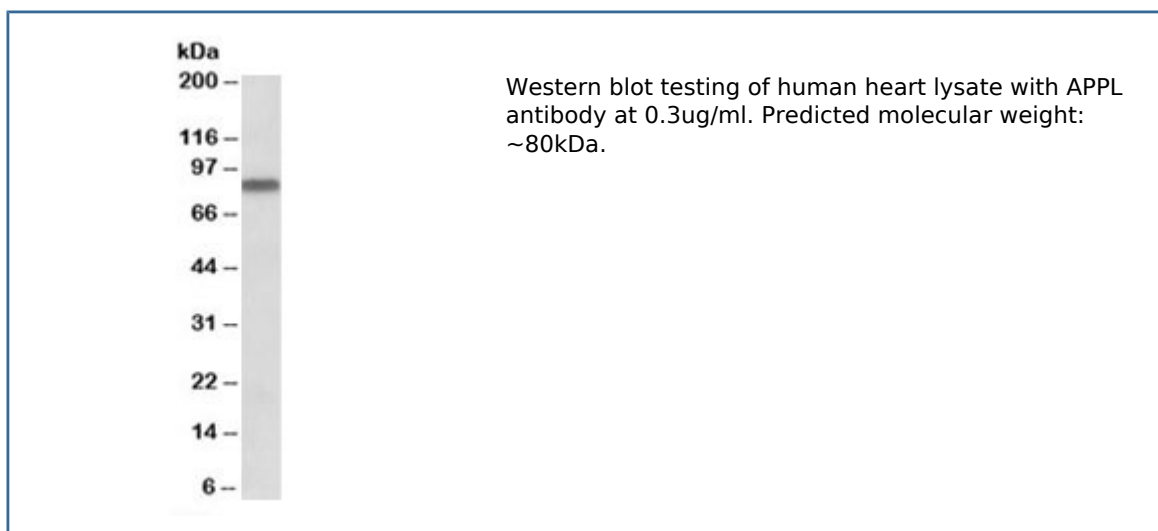 kDa
200 --
116 --
97 --
66 --
44 --
31 --
22 --
14 --
6 --
Western blot testing of human heart lysate with APPL
antibody at 0.3ug/ml. Predicted molecular weight:
~80kDa.